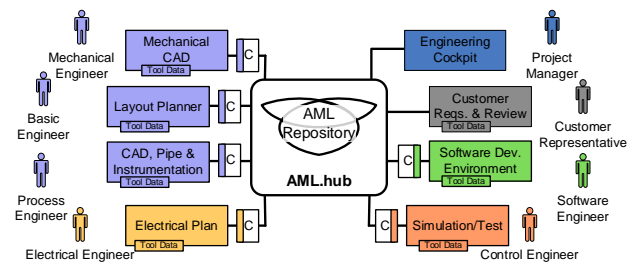 Mechanical
Engineer
Mechanical
CAD
Tool Data
C
Engineering
Cockpit
Project
Manager
Basic
Engineer
Layout Planner
Tool Data
C
AML
Repository
AML.hub
Customer
Reqs. & Review
Tool Data
Customer
Representative
Process
Engineer
CAD, Pipe &
Instrumentation
Tool Data
C
C
Software Dev.
Environment
Tool Data
Software
Engineer
Electrical Engineer
Electrical Plan
Tool Data
C
C
Simulation/Test
Tool Data
Control Engineer